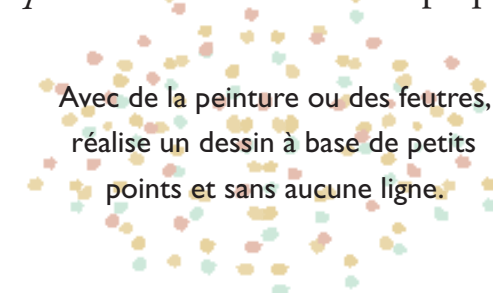 Avec de la peinture ou des feutres,
réalise un dessin à base de petits
points et sans aucune ligne.